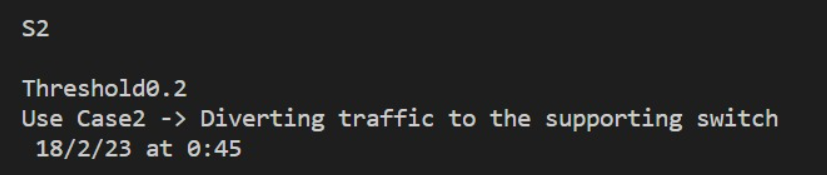 S2
Threshold0.2
Use Case2 -> Diverting traffic to the supporting switch
18/2/23 at 0:45